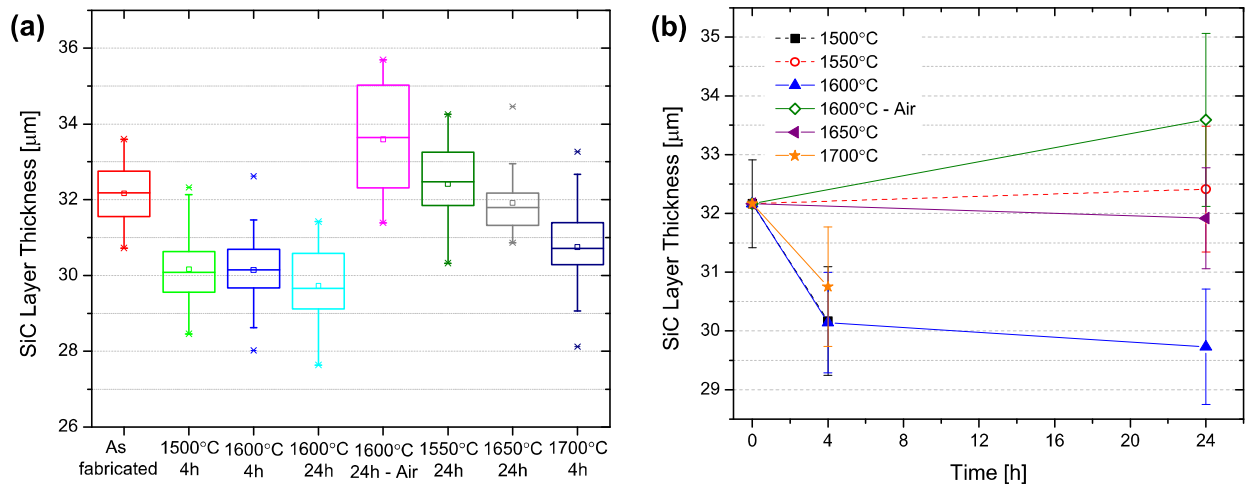 (a)
SiC Layer Thickness [μm]
36
34
32
30
28
26
As
fabricated
1500°C
4h
1600°C
4h
1600°C
24h
1600°C
24h - Air
1550°C
24h
1650°C
24h
1700°C
4h
(b)
SiC Layer Thickness [μm]
35
34
33
32
31
30
29
1500°C
1550°C
1600°C
1600°C - Air
1650°C
1700°C
0
4
8
12
16
20
24
Time [h]